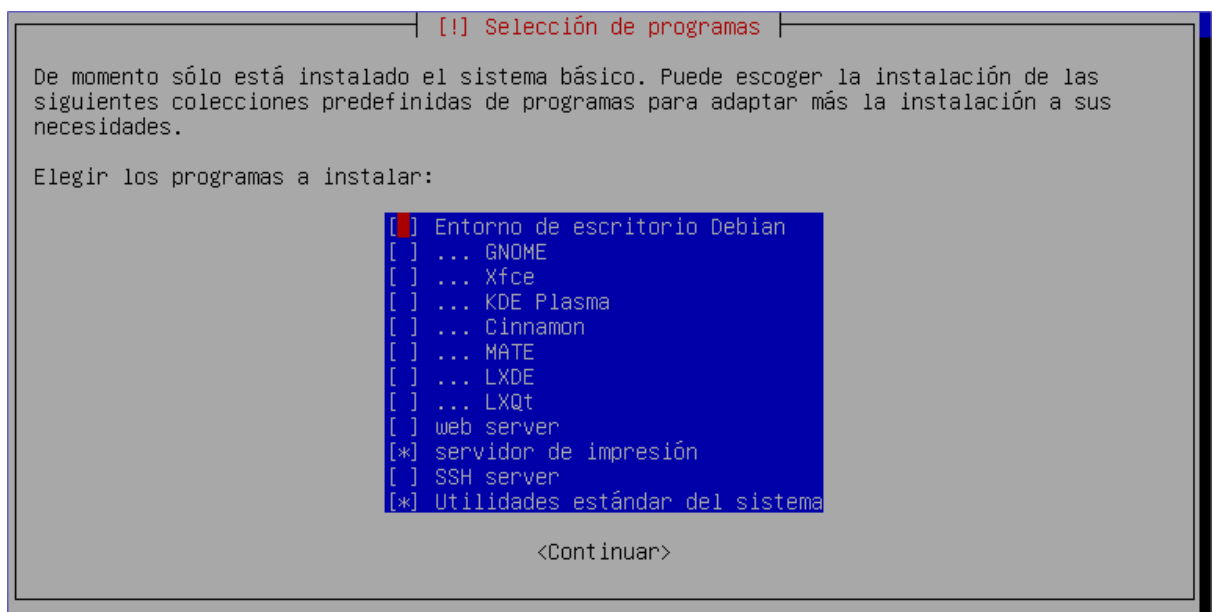 [!] Selección de programas
De momento sólo está instalado el sistema básico. Puede escoger la instalación de las
siguientes colecciones predefinidas de programas para adaptar más la instalación a sus
necesidades.
Elegir los programas a instalar:
[ ] Entorno de escritorio Debian
[ ] ... GNOME
[ ] ... Xfce
[ ] ... KDE Plasma
[ ] ... Cinnamon
[ ] ... MATE
[ ] ... LXDE
[ ] ... LXQt
[ ] web server
[*] servidor de impresión
[ ] SSH server
[*] Utilidades estándar del sistema
<Continuar>